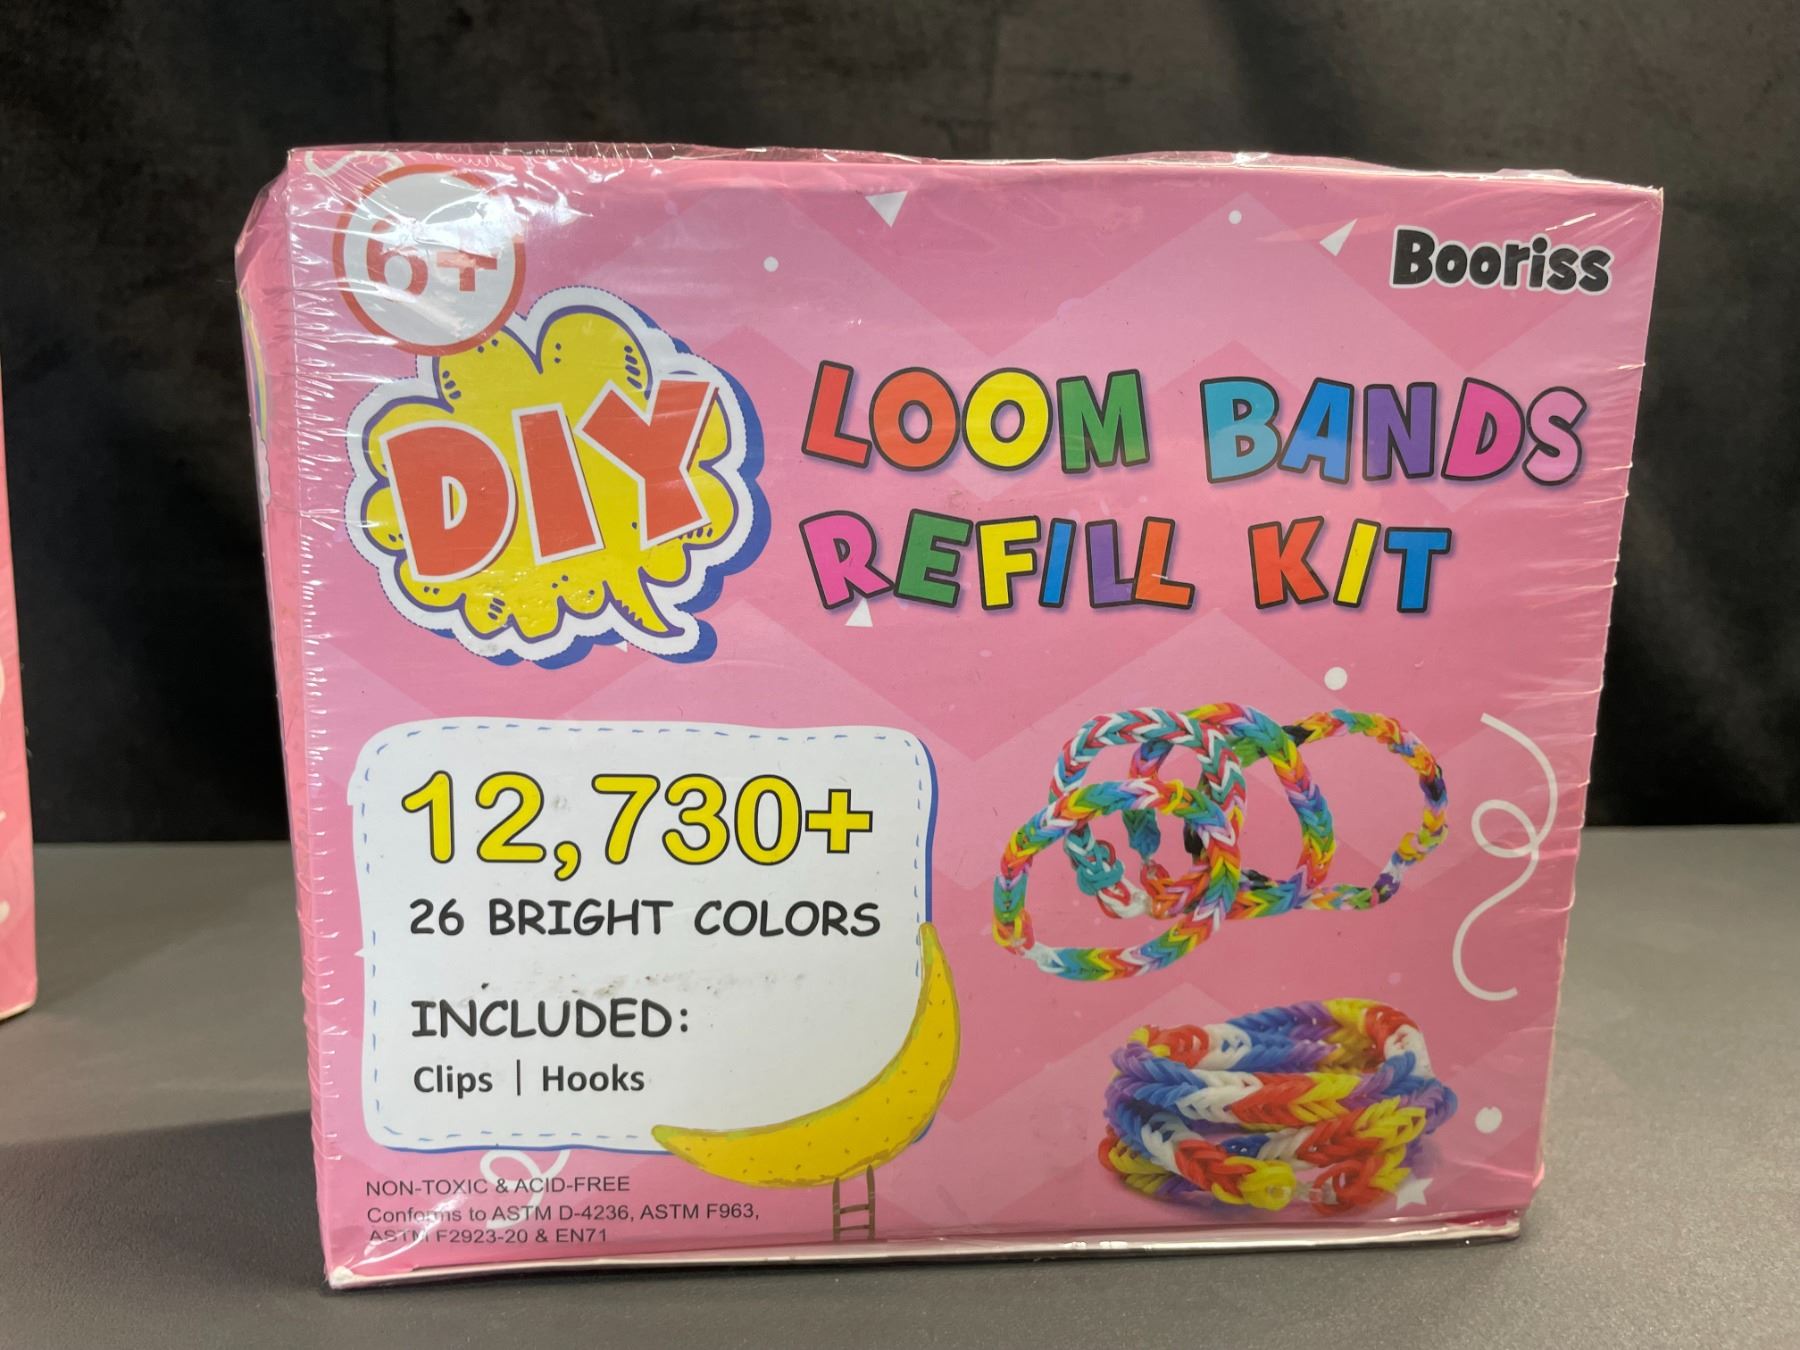 6+
Booriss
DIY
LOOM BANDS
REFILL KIT
12,730+
26 BRIGHT COLORS
INCLUDED:
Clips | Hooks
NON-TOXIC & ACID-FREE
Conforms to ASTM D-4236, ASTM F963,
ASTM F2923-20 & EN71